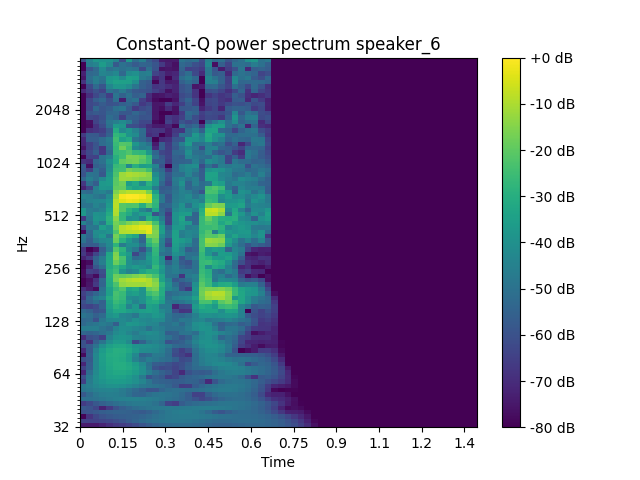 Constant-Q power spectrum speaker_6
+0 dB
2048
-10 dB
1024
-20 dB
512
-30 dB
Hz
-40 dB
256
-50 dB
128
-60 dB
64
-70 dB
32
-80 dB
0 0.15 0.3 0.45 0.6 0.75 0.9 1.1 1.2 1.4
Time